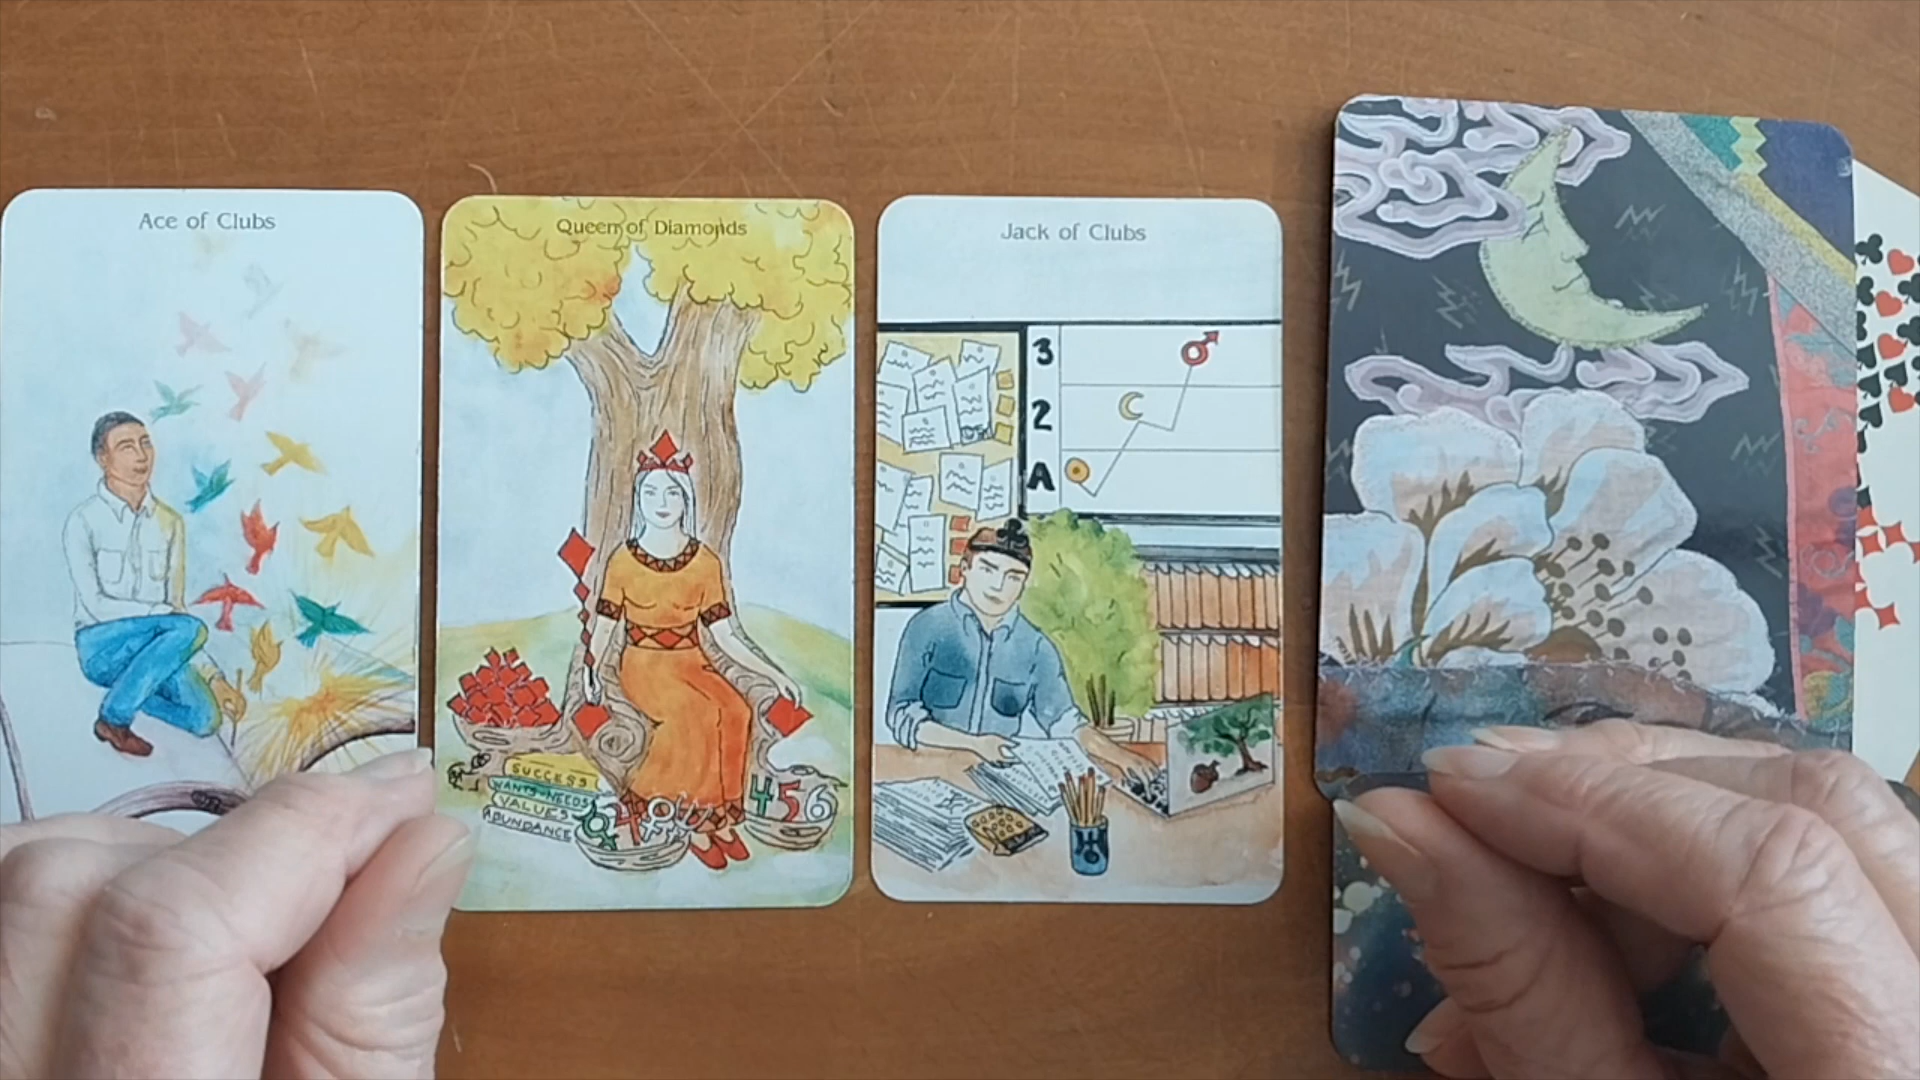 Ace of Clubs
Queen of Diamonds
Jack of Clubs
3
2
A
SUCCESS
WANTS-NEEDS
VALUES
ABUNDANCE
456